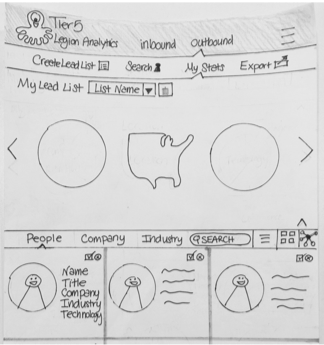 Tier5
Legion Analytics inbound Outbound
Create Lead List Search My Stats Export
My Lead List List Name
People Company Industry SEARCH
Name
Title
Company
Industry
Technology